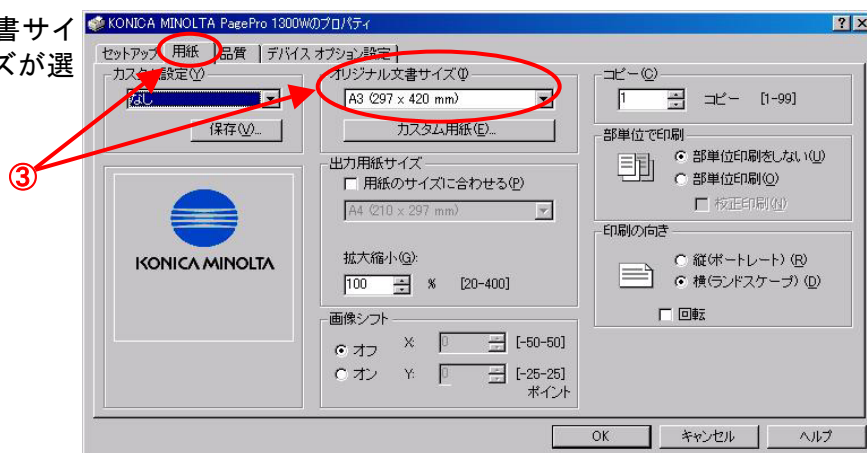 書サイ
ズが選
③
KONICA MINOLTA PagePro 1300Wのプロパティ
セットアップ 用紙 品質 デバイス オプション設定
カスタム設定(Y)
なし
保存(V)...
KONICA MINOLTA
オリジナル文書サイズ(I)
A3 (297 x 420 mm)
カスタム用紙(E)...
出力用紙サイズ
用紙のサイズに合わせる(P)
A4 (210 x 297 mm)
拡大縮小(G):
100 % [20-400]
画像シフト
オフ X: 0 [-50-50]
オン Y: 0 [-25-25]
ポイント
コピー(C)
1 コピー [1-99]
部単位で印刷
部単位印刷をしない(U)
部単位印刷(O)
校正印刷(N)
印刷の向き
縦(ポートレート) (R)
横(ランドスケープ) (D)
回転
OK キャンセル ヘルプ